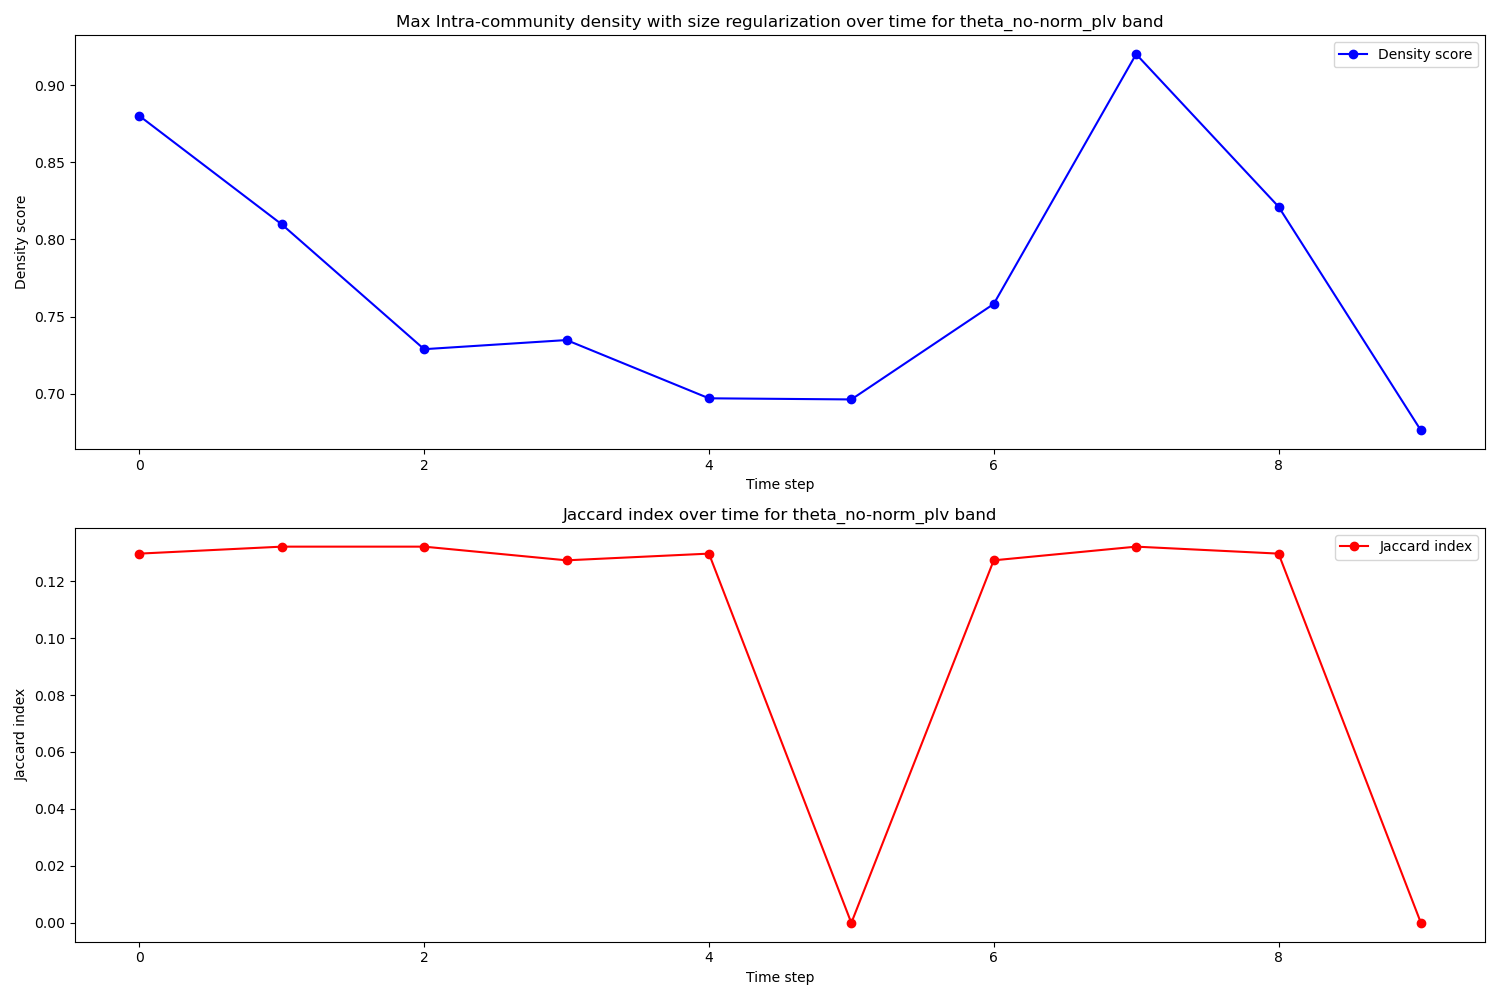 Max Intra-community density with size regularization over time for theta_no-norm_plv band
Density score
0.90
0.85
0.80
0.75
0.70
Density score
0
2
4
6
8
Time step
Jaccard index over time for theta_no-norm_plv band
Jaccard index
0.12
0.10
0.08
0.06
0.04
0.02
0.00
Jaccard index
0
2
4
6
8
Time step